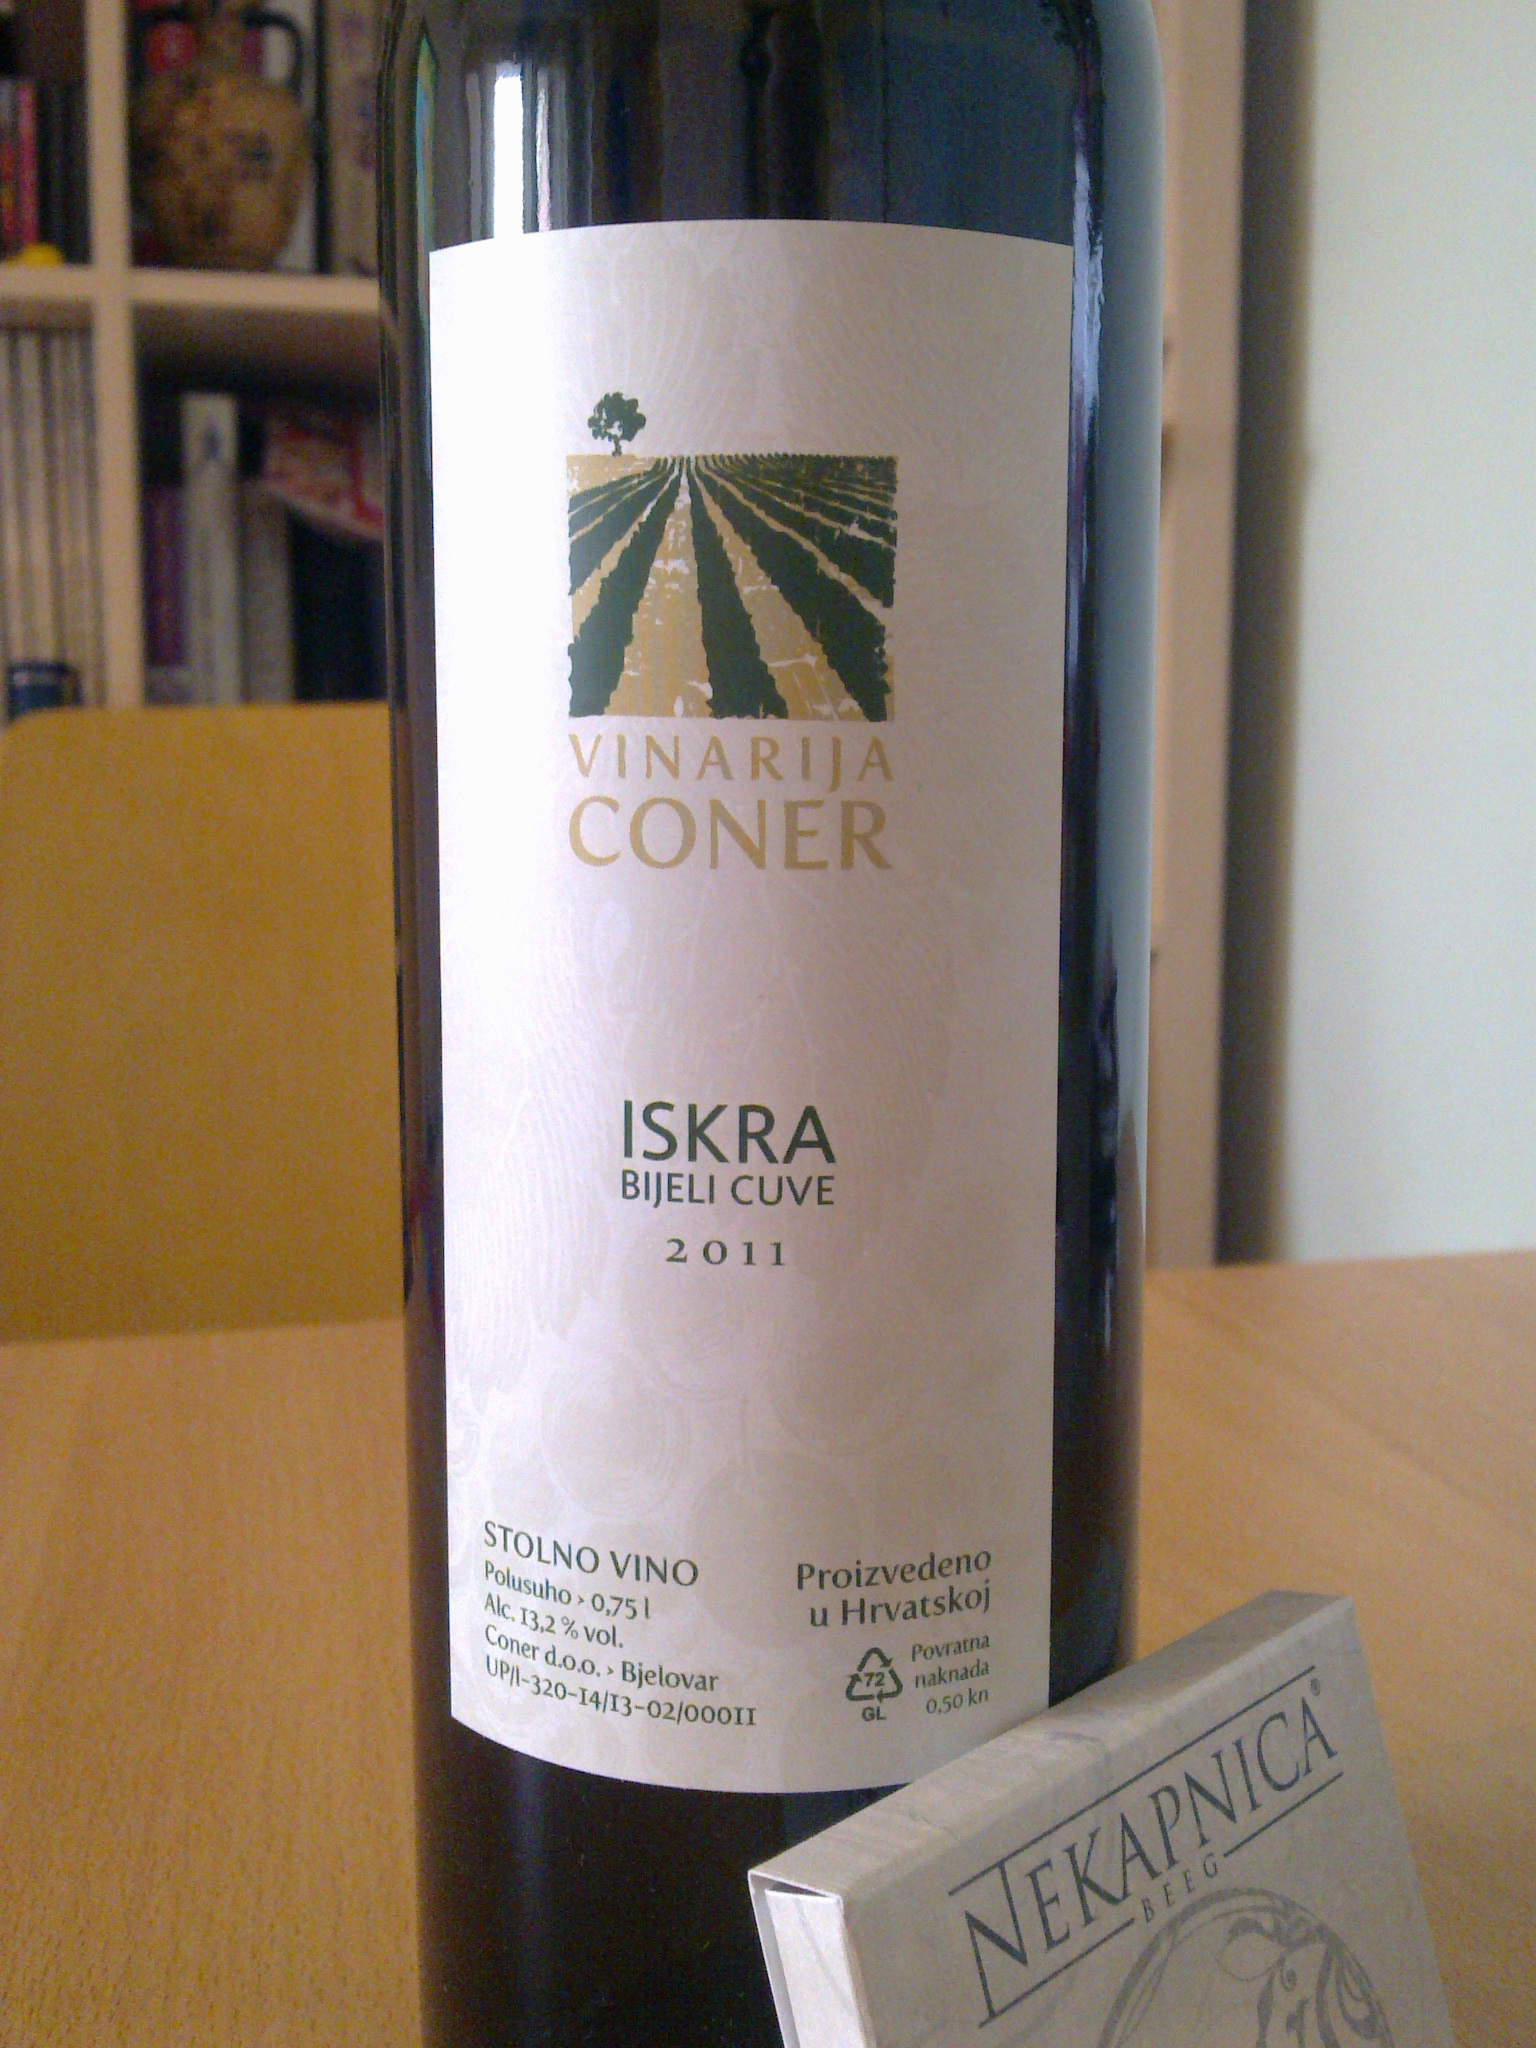 VINARIJA
CONER
ISKRA
BIJELI CUVE
2011
STOLNO VINO
Polusuho › 0,75 l
Alc. 13,2 % vol.
Coner d.o.o. › Bjelovar
UP/I-320-14/13-02/00011
Proizvedeno
u Hrvatskoj
72
GL
Povratna
naknada
0,50 kn
NEKAPNICA®
BEEG